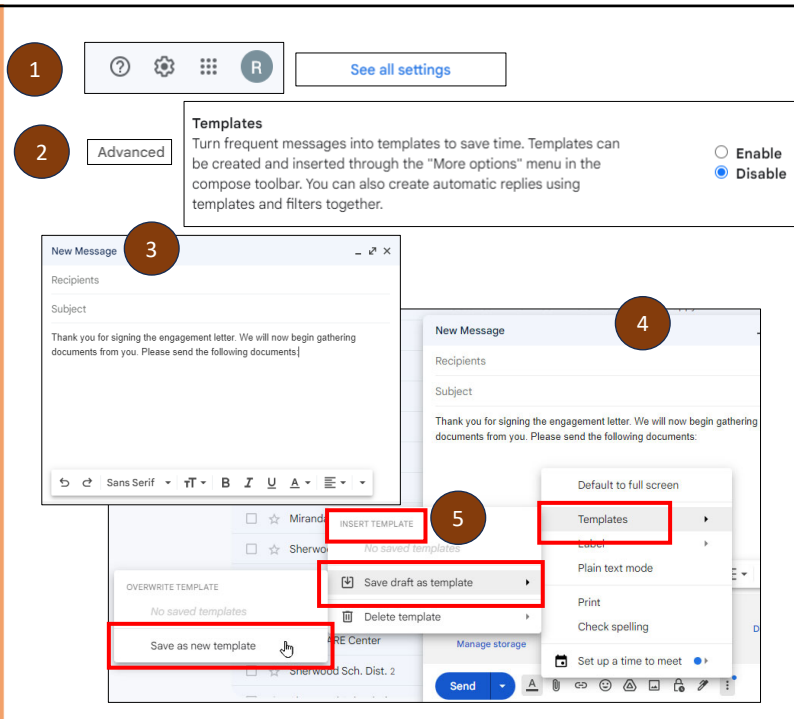 1
R
See all settings
2
Advanced
Templates
Turn frequent messages into templates to save time. Templates can
be created and inserted through the "More options" menu in the
compose toolbar. You can also create automatic replies using
templates and filters together.
Enable
Disable
New Message
3
Recipients
Subject
Thank you for signing the engagement letter. We will now begin gathering
documents from you. Please send the following documents:
Sans Serif
B I U A
4
New Message
Recipients
Subject
Thank you for signing the engagement letter. We will now begin gathering
documents from you. Please send the following documents:
Default to full screen
Templates
Label
Plain text mode
Print
Check spelling
Set up a time to meet
5
INSERT TEMPLATE
No saved templates
Save draft as template
Delete template
OVERWRITE TEMPLATE
No saved templates
Save as new template
Miranda
Sherwo
ARE Center
Sherwood Sch. Dist. 2
Manage storage
D
Send
A